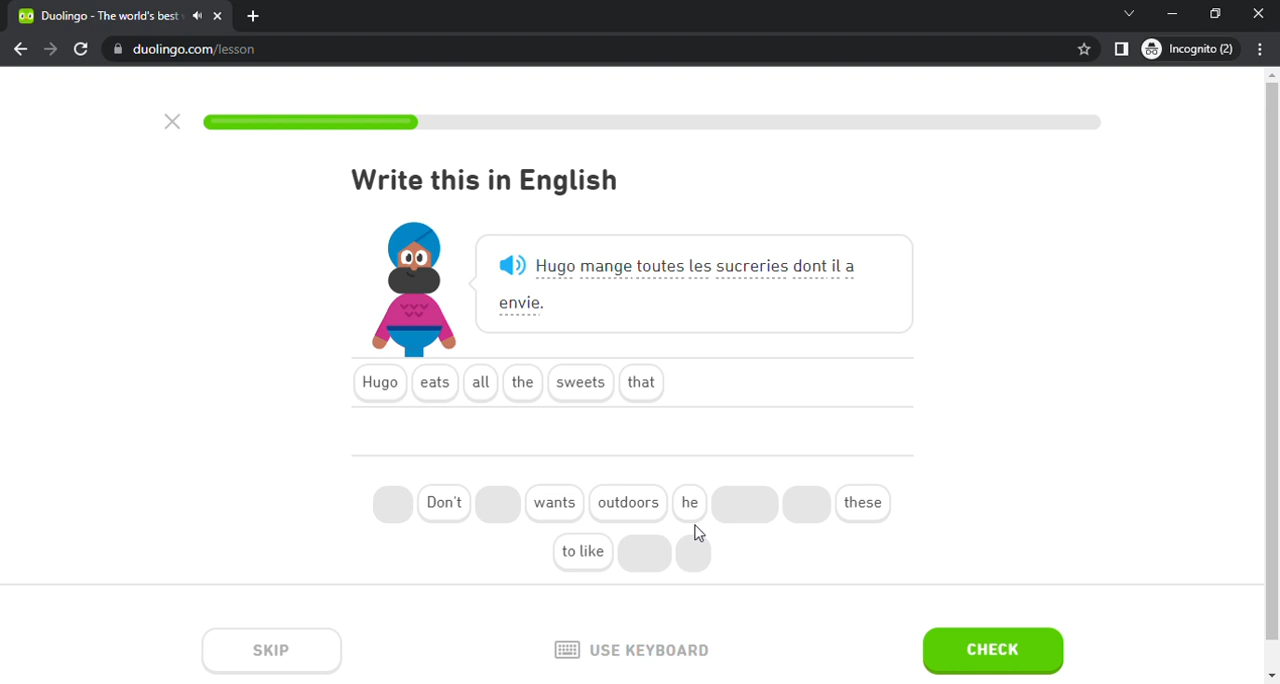 Duolingo - The world's best
duolingo.com/lesson
Incognito (2)
Write this in English
Hugo mange toutes les sucreries dont il a
envie.
Hugo eats all the sweets that
Don't wants outdoors he these
to like
SKIP USE KEYBOARD CHECK